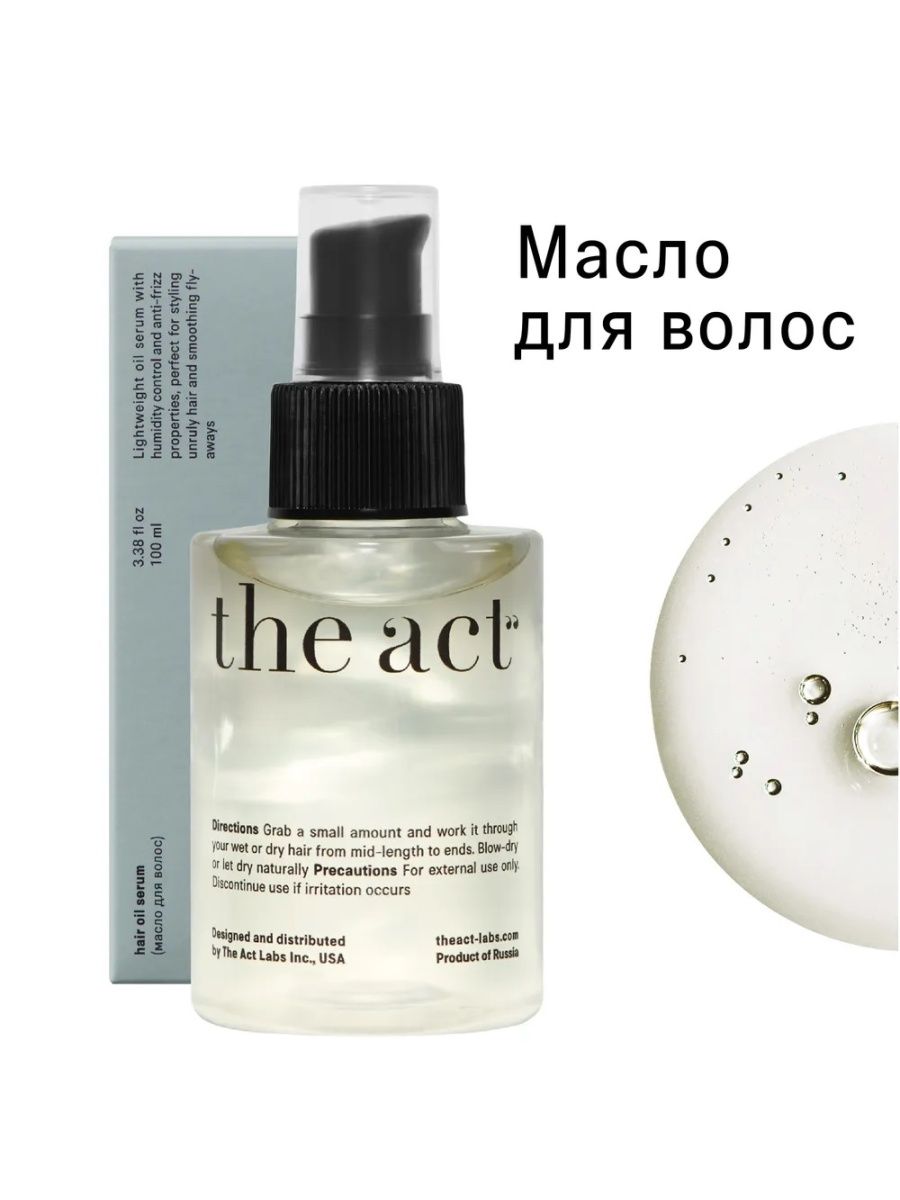 Масло
для волос
Lightweight oil serum with
humidity control and anti-frizz
properties, perfect for styling
unruly hair and smoothing fly-
aways
3.38 fl oz
100 ml
hair oil serum
(масло для волос)
the act”
Directions Grab a small amount and work it through
your wet or dry hair from mid-length to ends. Blow-dry
or let dry naturally Precautions For external use only.
Discontinue use if irritation occurs
Designed and distributed
by The Act Labs Inc., USA
theact-labs.com
Product of Russia